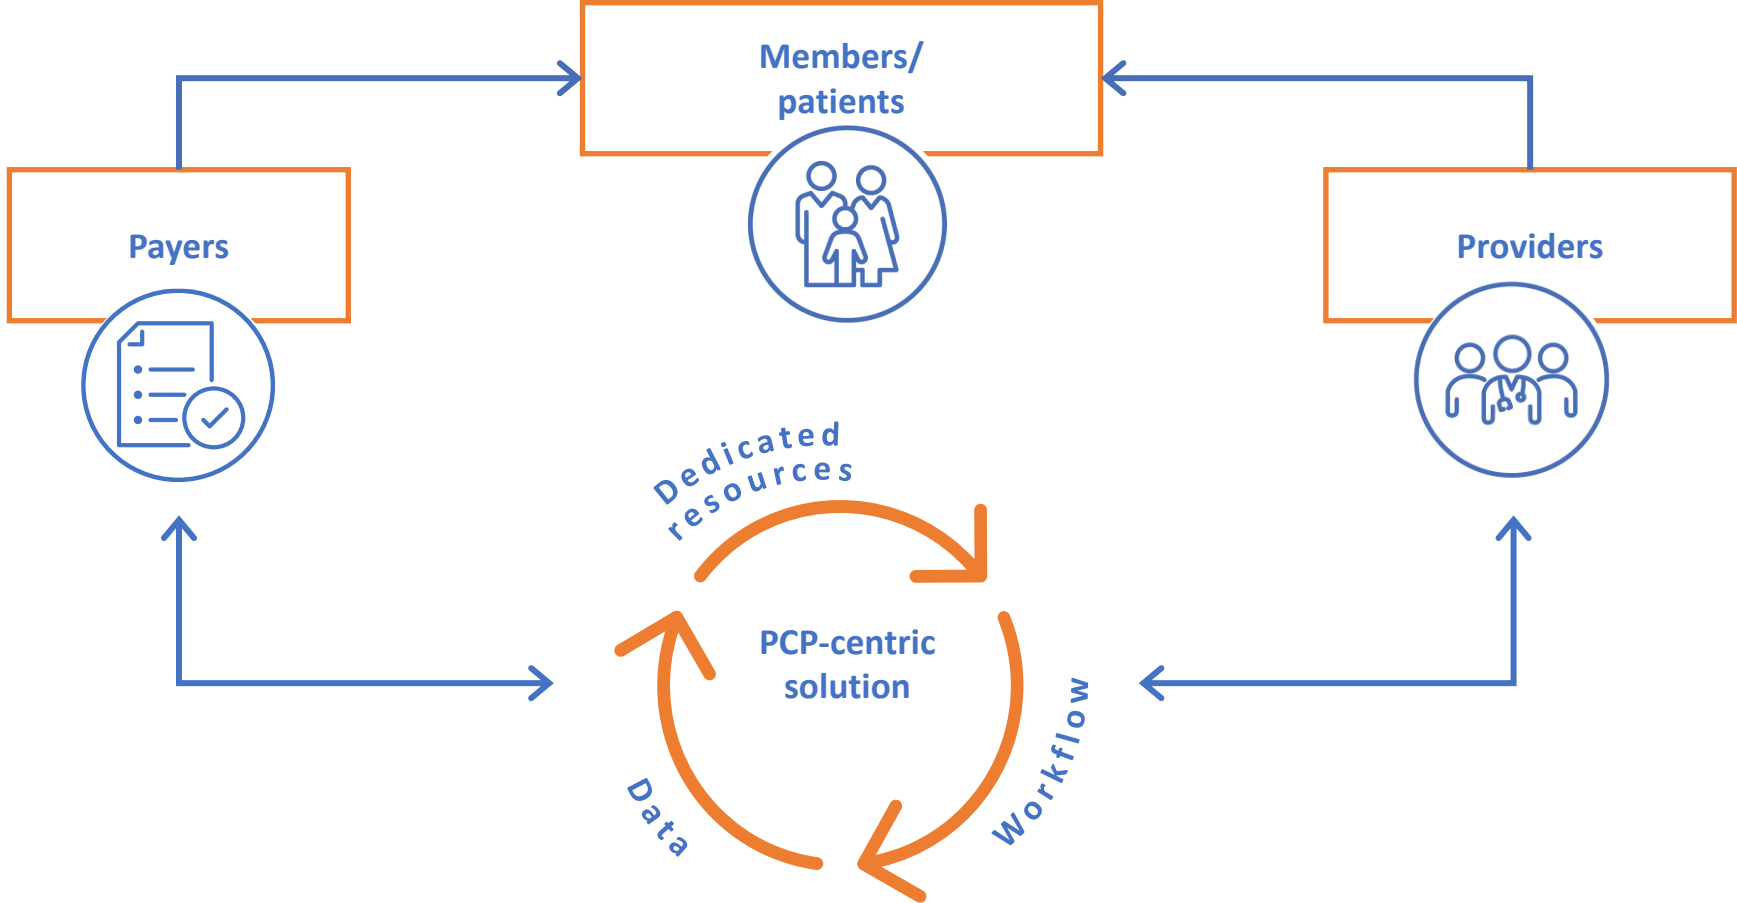 Members/
patients
Payers
Providers
Dedicated
resources
PCP-centric
solution
Workflow
Data